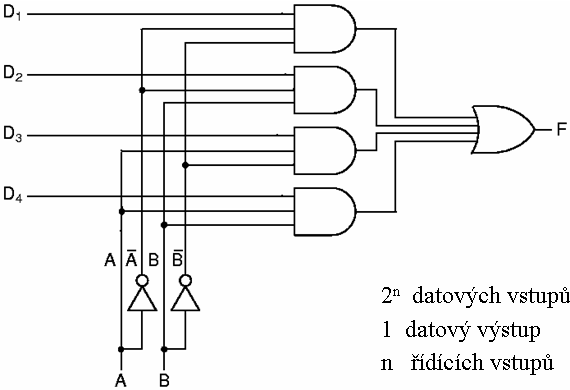 D₁
D₂
D₃
F
D₄
A A̅ B B̅
2ⁿ datových vstupů
1 datový výstup
n řídících vstupů
A B